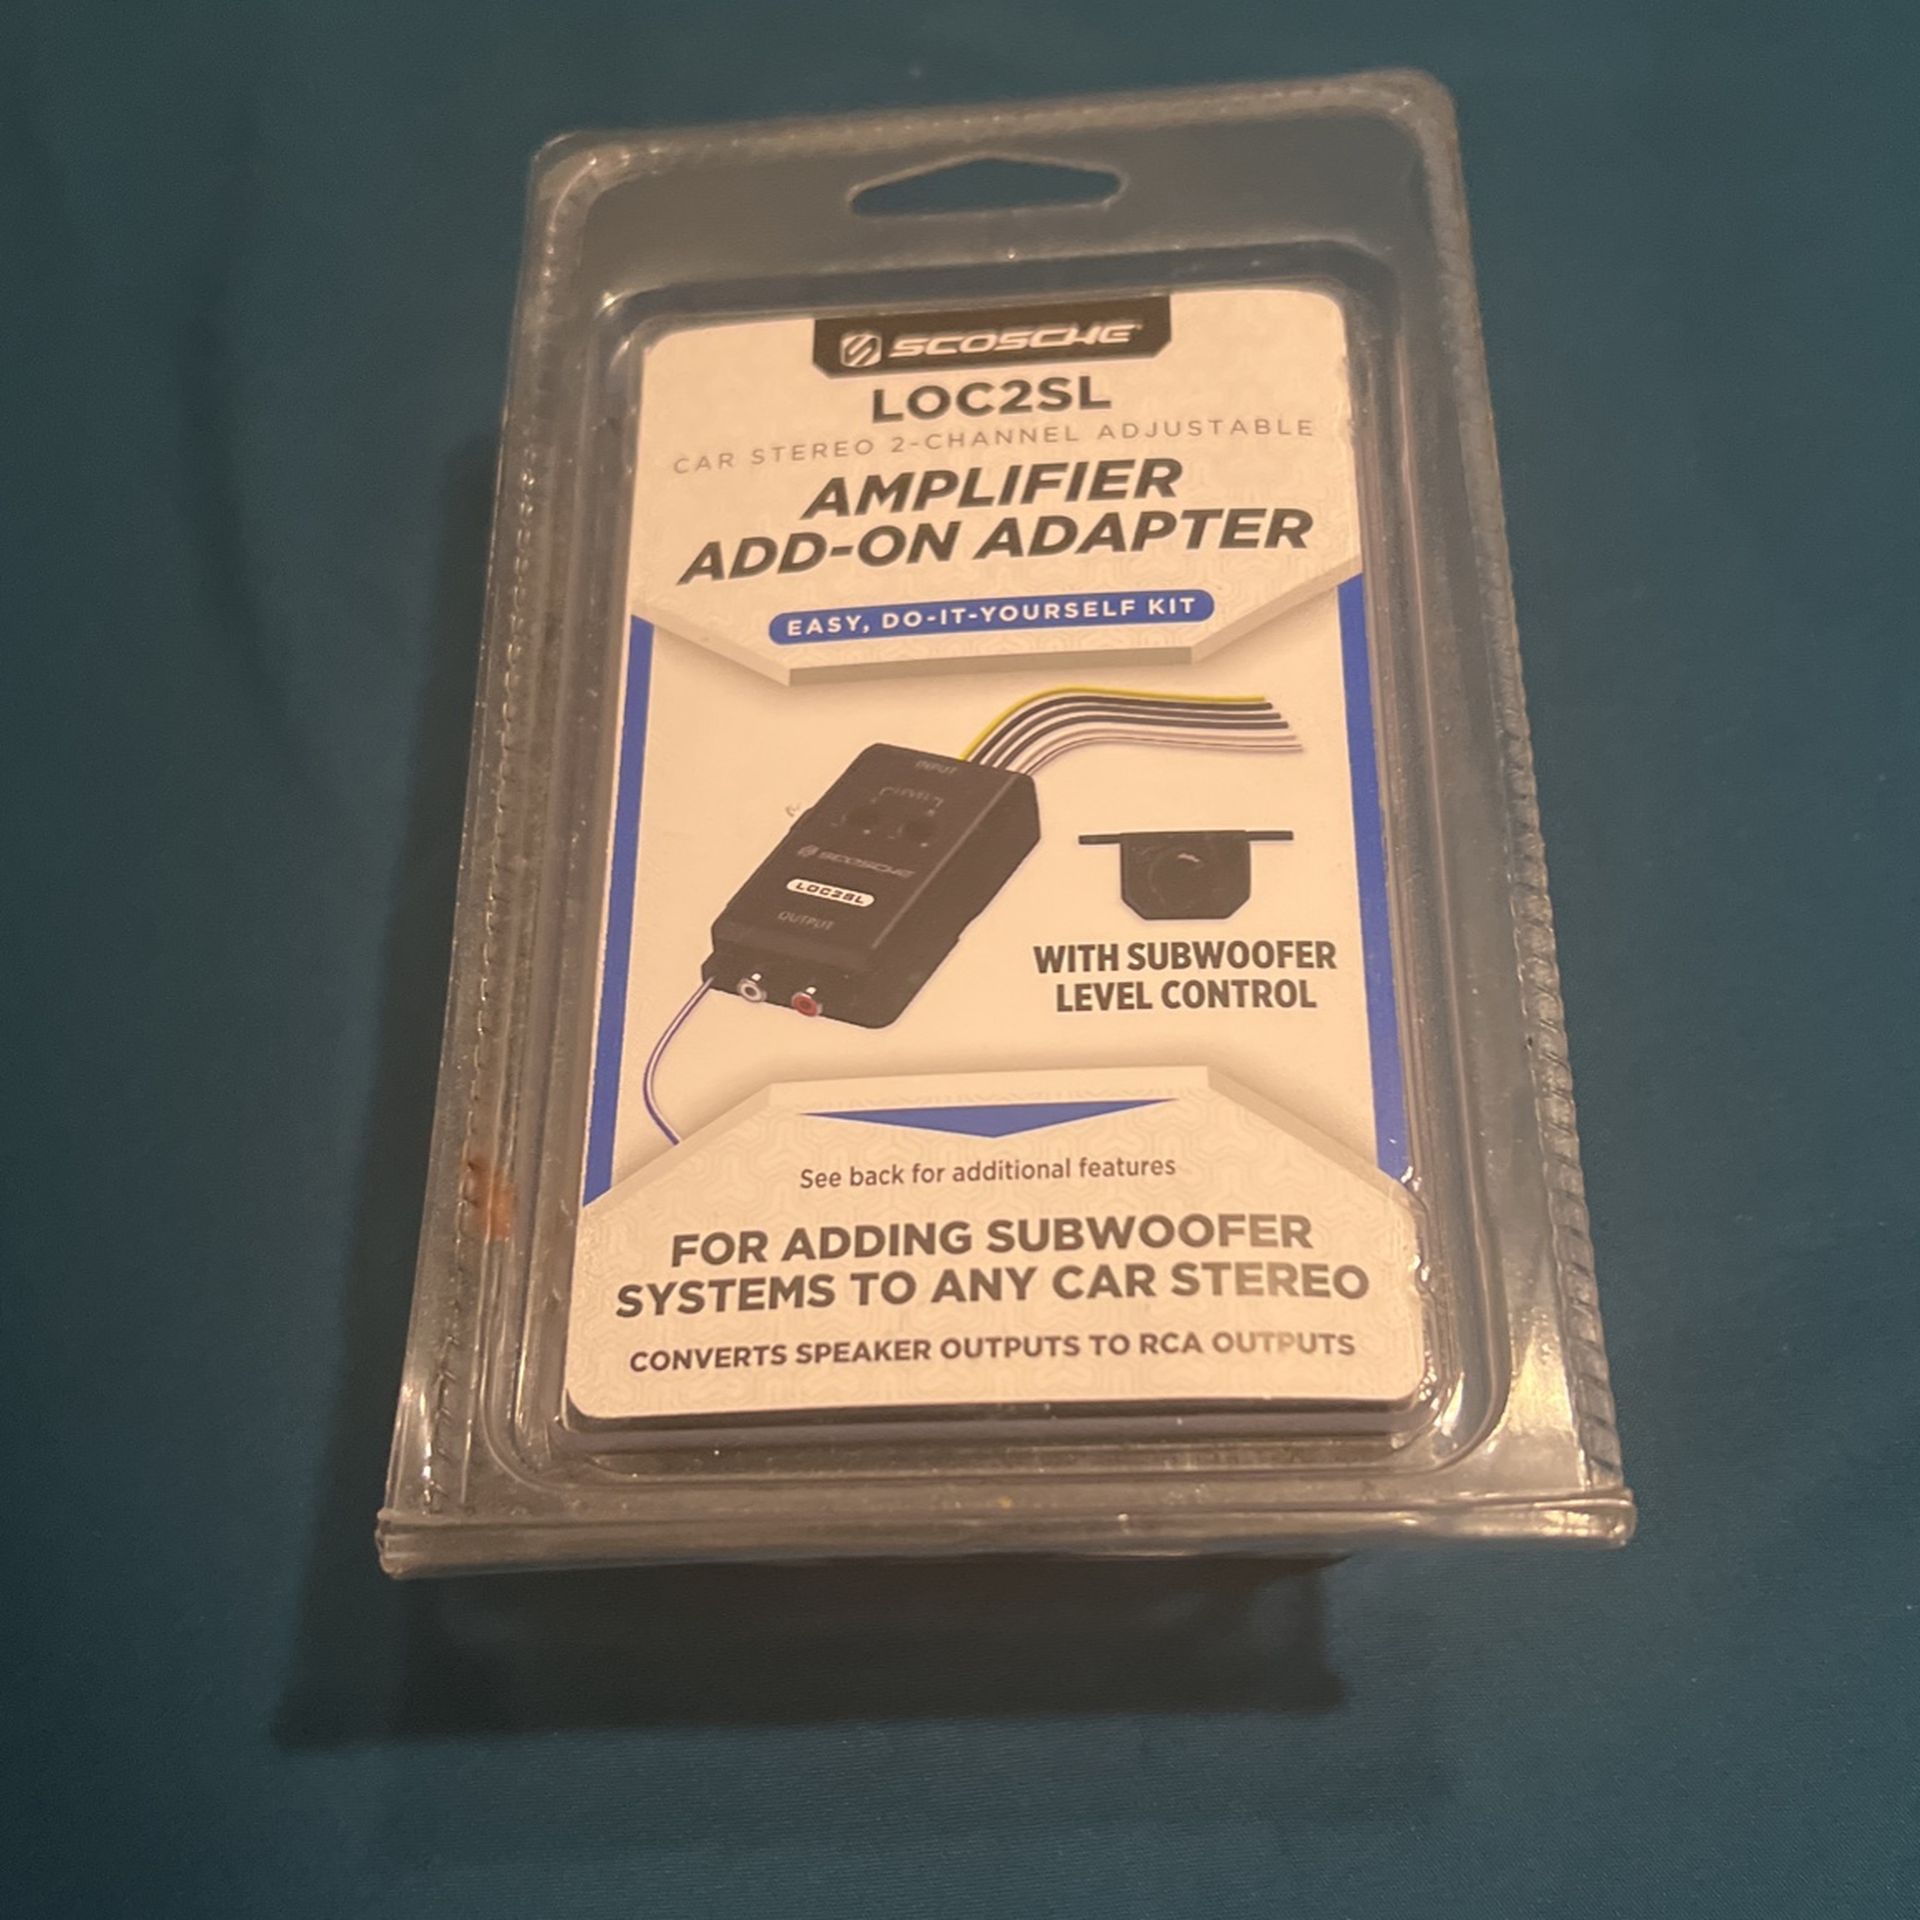 SCOSCHE
LOC2SL
CAR STEREO 2-CHANNEL ADJUSTABLE
AMPLIFIER
ADD-ON ADAPTER
EASY, DO-IT-YOURSELF KIT
INPUT
LEVEL
SCOSCHE
LOC2SL
OUTPUT
WITH SUBWOOFER
LEVEL CONTROL
See back for additional features
FOR ADDING SUBWOOFER
SYSTEMS TO ANY CAR STEREO
CONVERTS SPEAKER OUTPUTS TO RCA OUTPUTS